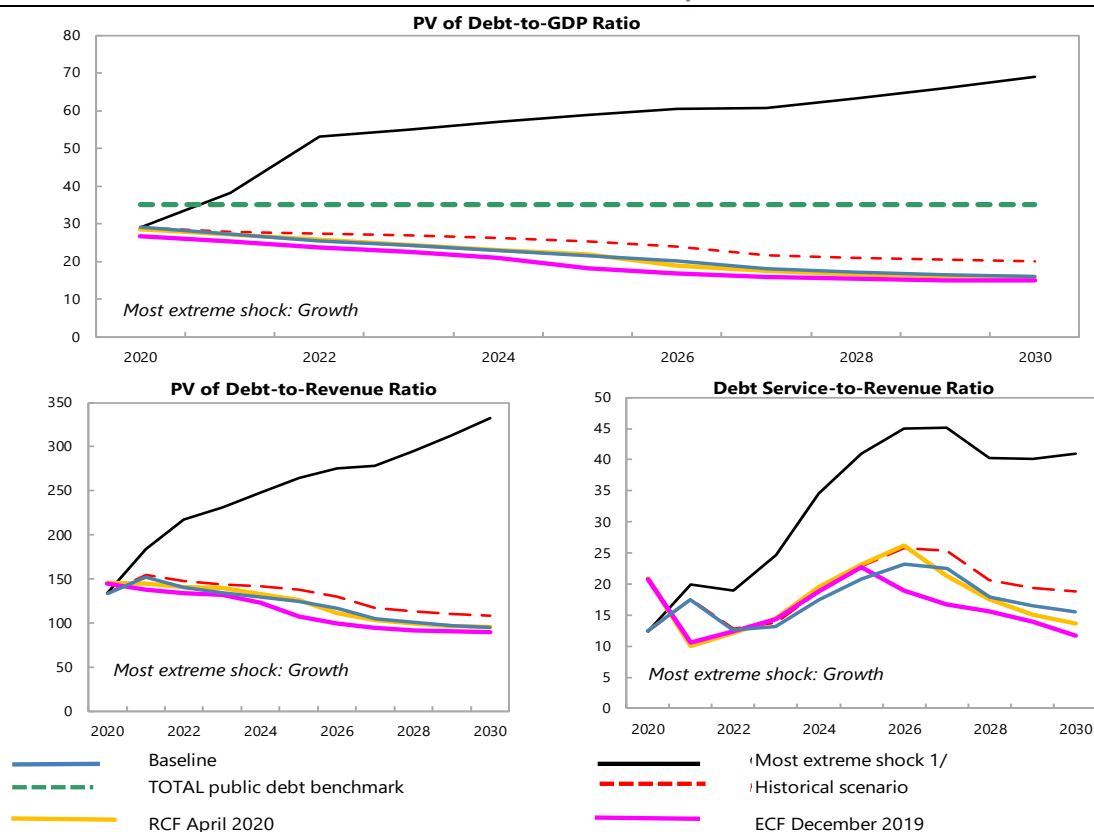 PV of Debt-to-GDP Ratio
80
70
60
50
40
30
20
10
0
Most extreme shock: Growth
2020 2022 2024 2026 2028 2030
PV of Debt-to-Revenue Ratio
350
300
250
200
150
100
50
0
Most extreme shock: Growth
2020 2022 2024 2026 2028 2030
Debt Service-to-Revenue Ratio
50
45
40
35
30
25
20
15
10
5
0
Most extreme shock: Growth
2020 2022 2024 2026 2028 2030
Baseline
Most extreme shock 1/
TOTAL public debt benchmark
Historical scenario
RCF April 2020
ECF December 2019